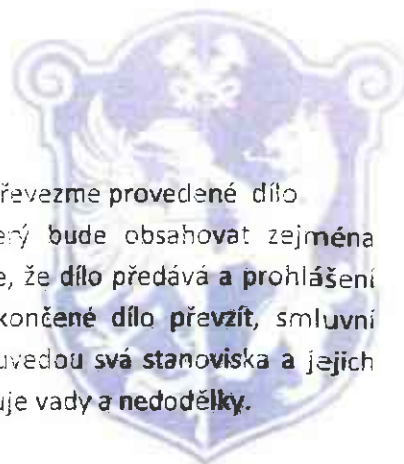 převezme provedené dílo
erý bude obsahovat zejména
e, že dílo předává a prohlášení
končené dílo převzít, smluvní
uvedou svá stanoviska a jejich
uje vady a nedodělky.